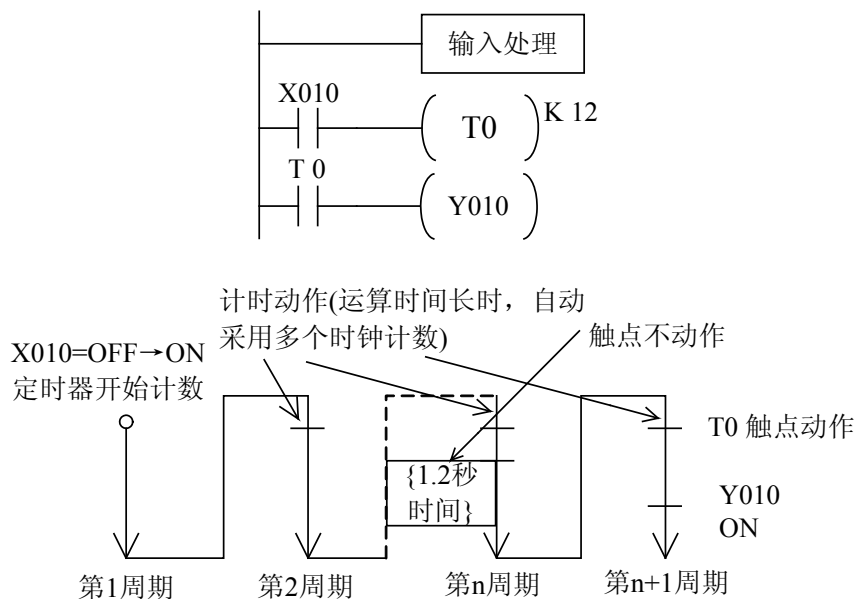 输入处理
X010
T0
K 12
T 0
Y010
计时动作(运算时间长时，自动
采用多个时钟计数)
触点不动作
X010=OFF→ON
定时器开始计数
T0 触点动作
{1.2秒
时间}
Y010
ON
第1周期
第2周期
第n周期
第n+1周期